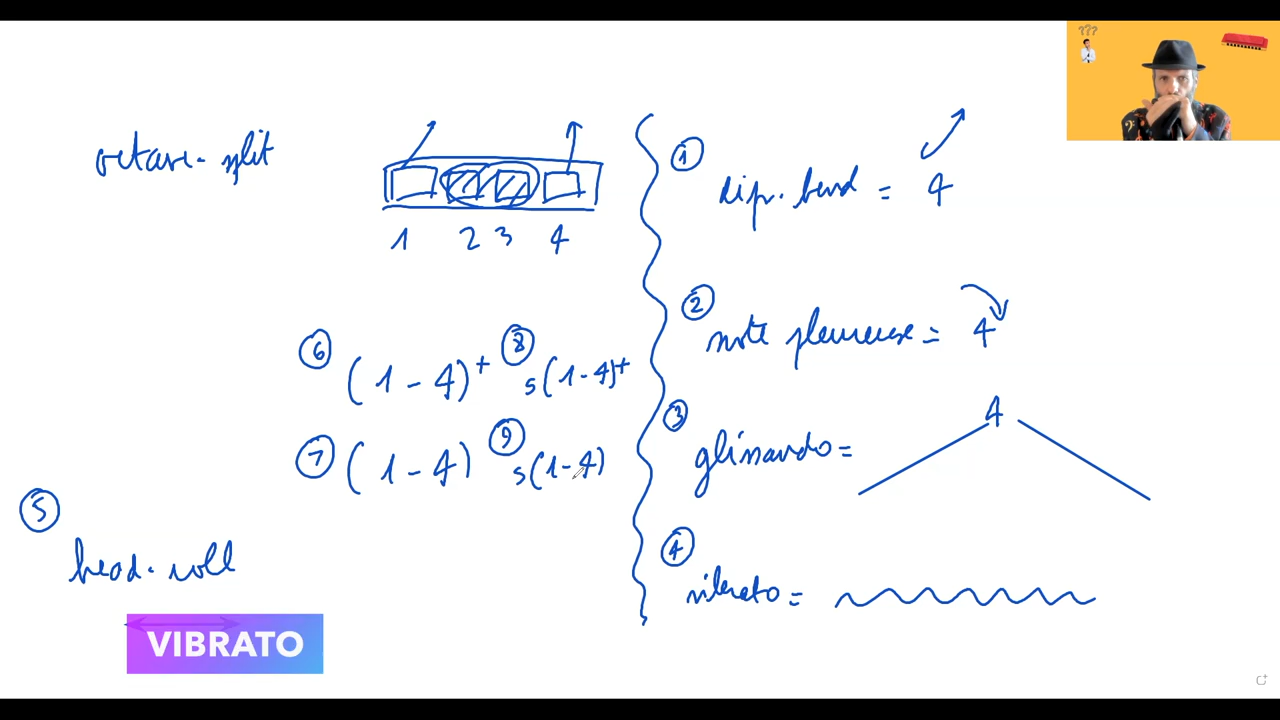 ???
octave-split
1 2 3 4
6 (1-4)+ 8 s(1-4)+
7 (1-4) 9 s(1-4)
5
head-roll
VIBRATO
1
dip-bend = 4
2
note pleureuse = 4
3
glissando = 4
4
vibrato =